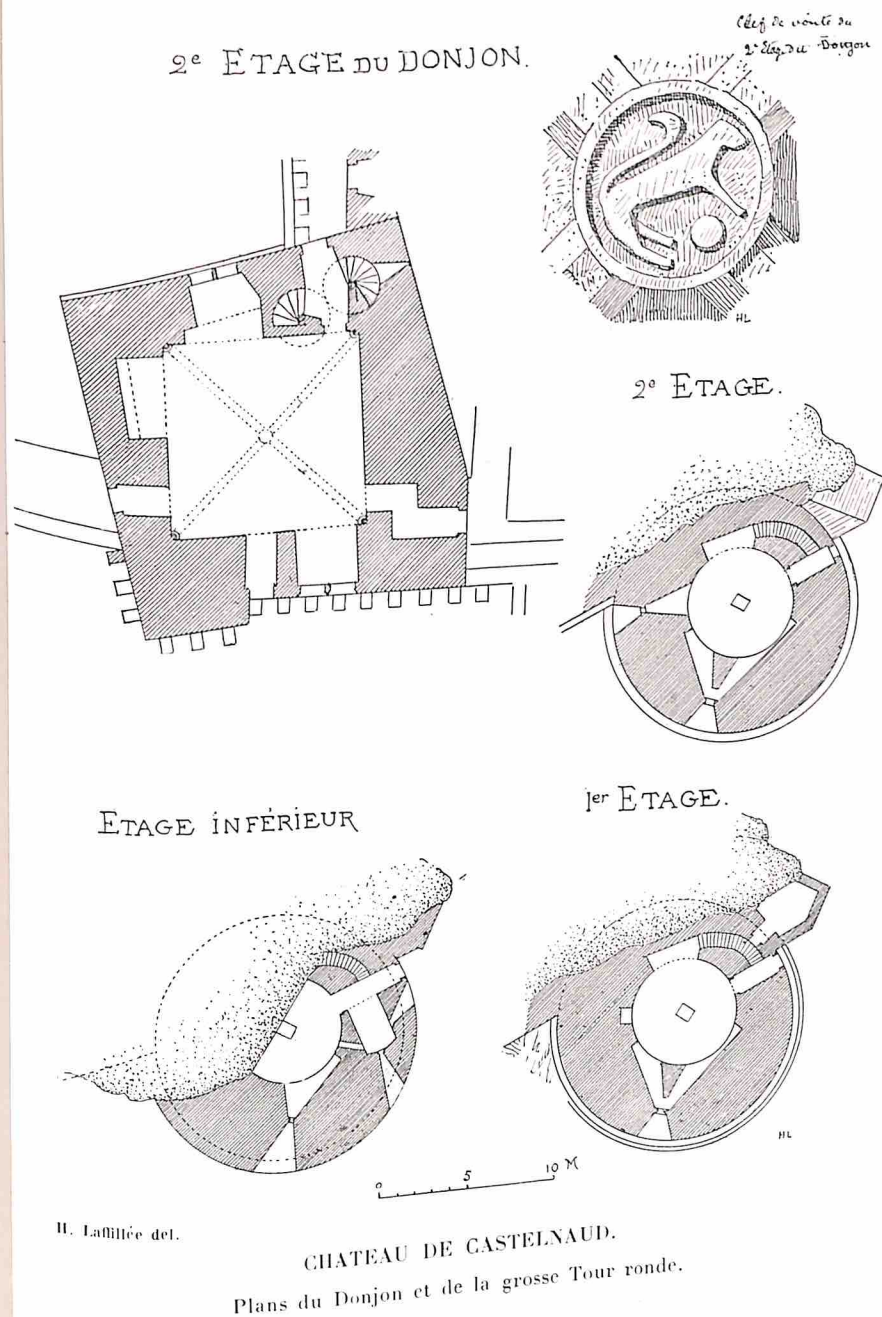 2e ETAGE DU DONJON.
Clef de voûte du
2e Etage du Donjon
HL
2e ETAGE.
ETAGE INFÉRIEUR
1er ETAGE.
HL
0 5 10 M
H. Laffillée del.
CHATEAU DE CASTELNAUD.
Plans du Donjon et de la grosse Tour ronde.